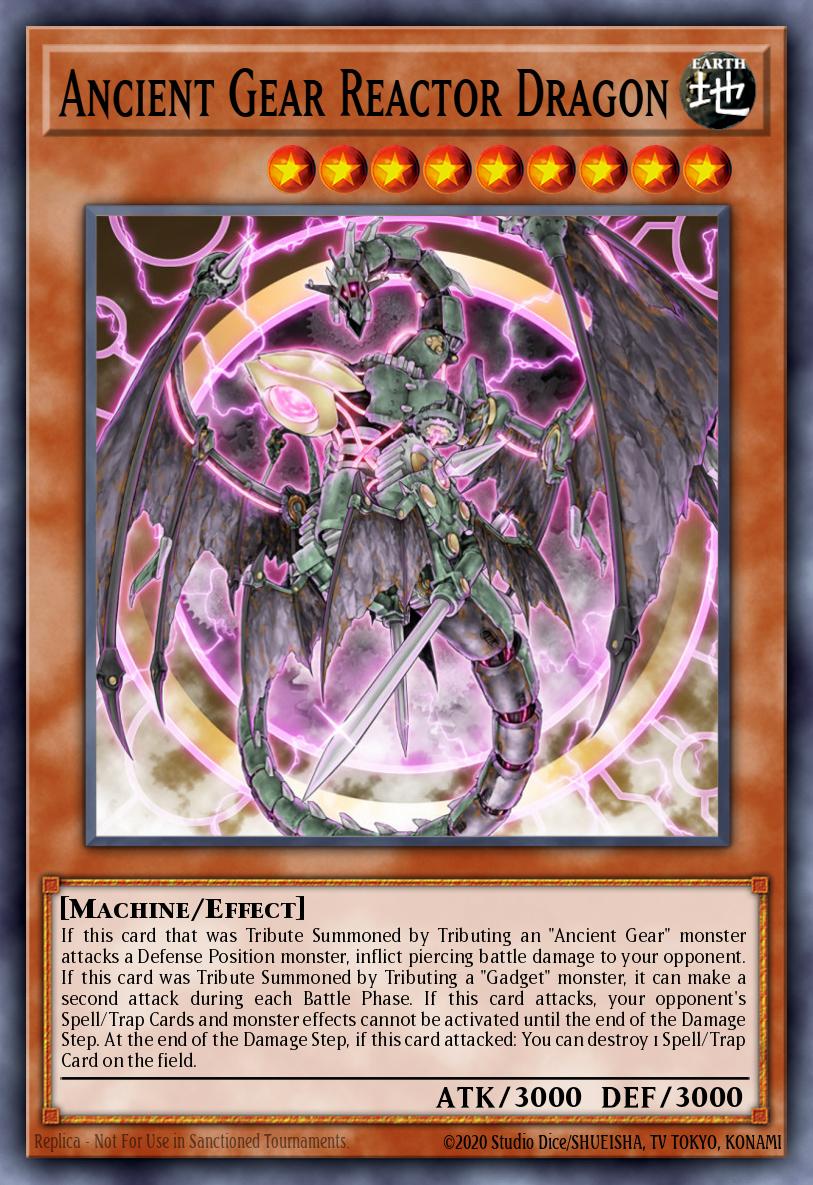 ANCIENT GEAR REACTOR DRAGON
EARTH
地
[MACHINE/EFFECT]
If this card that was Tribute Summoned by Tributing an "Ancient Gear" monster
attacks a Defense Position monster, inflict piercing battle damage to your opponent.
If this card was Tribute Summoned by Tributing a "Gadget" monster, it can make a
second attack during each Battle Phase. If this card attacks, your opponent's
Spell/Trap Cards and monster effects cannot be activated until the end of the Damage
Step. At the end of the Damage Step, if this card attacked: You can destroy 1 Spell/Trap
Card on the field.
ATK/3000 DEF/3000
Replica - Not For Use in Sanctioned Tournaments.
©2020 Studio Dice/SHUEISHA, TV TOKYO, KONAMI